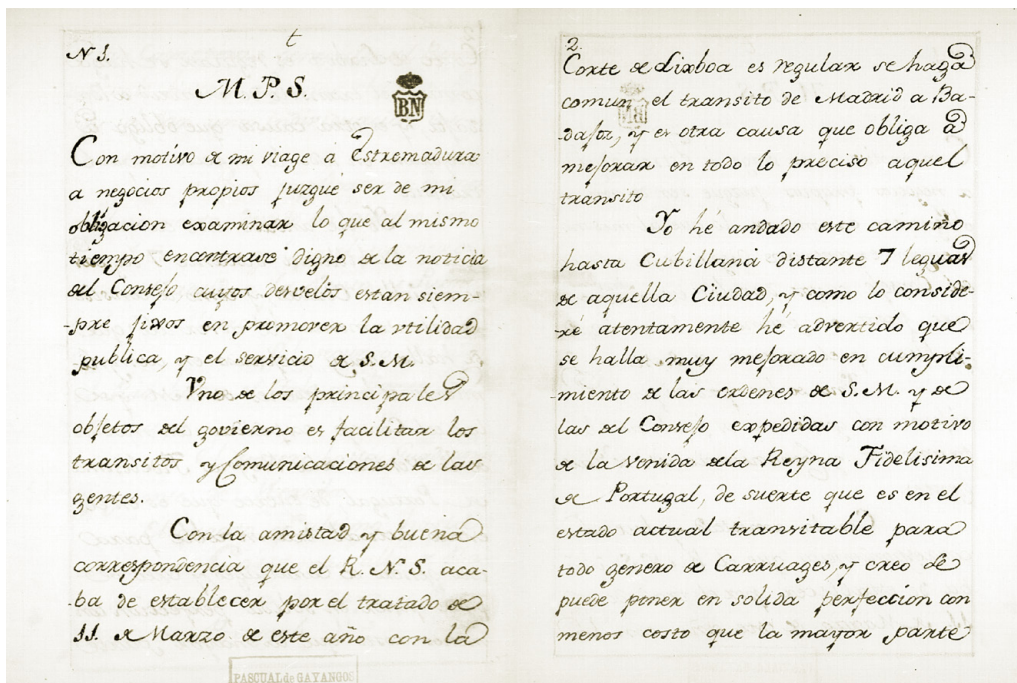 N 1.
t
M. P. S.
BN
Con motivo de mi viage á Estremadura
a negocios propios juzgué ser de mi
obligacion examinar lo que al mismo
tiempo encontrase digno de la noticia
del Consejo cuyos desvelos estan siem-
-pre fixos en promover la vtilidad
publica, y el servicio de S. M.
Vno de los principales
objetos del govierno es facilitar los
transitos y Comunicaciones de las
gentes.
Con la amistad y buena
correspondencia que el R. N. S. aca-
-ba de establecer por el tratado de
11. de Marzo de este año con la
PASCUAL de GAYANGOS
2.
Corte de Lisboa es regular se haga
comun el transito de Madrid a Ba-
dajoz, y es otra causa que obliga á
mejorar en todo lo preciso aquel
transito
Yo hé andado este camino
hasta Cubillana distante 7 leguas
de aquella Ciudad, y como lo conside-
-ré atentamente hé advertido que
se halla muy mejorado en cumpli-
-miento de las ordenes de S. M. y de
las del Consejo expedidas con motivo
de la venida dela Reyna Fidelisima
de Portugal, de suerte que es en el
estado actual transitable para
todo genero de Carruages, y creo se
puede poner en solida perfeccion con
menos costo que la mayor parte